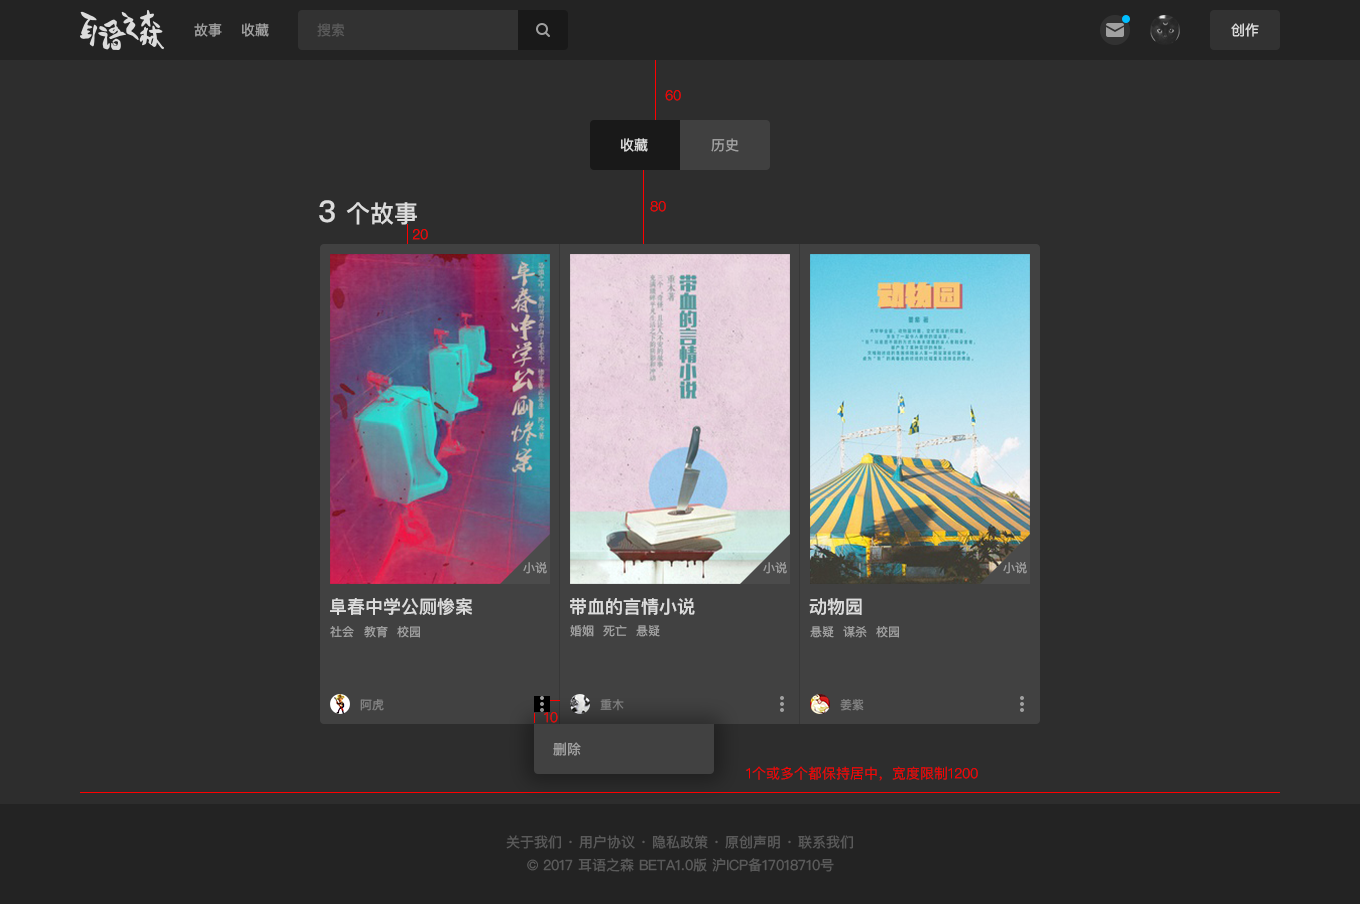 耳语之森
故事 收藏 搜索 创作
60
收藏 历史
80
3 个故事
20
阜春中学公厕惨案
带血的言情小说
动物园
小说 小说 小说
阜春中学公厕惨案 带血的言情小说 动物园
社会 教育 校园 婚姻 死亡 悬疑 悬疑 谋杀 校园
阿虎 重木 姜紫
10
删除
1个或多个都保持居中，宽度限制1200
关于我们 · 用户协议 · 隐私政策 · 原创声明 · 联系我们
© 2017 耳语之森 BETA1.0版 沪ICP备17018710号